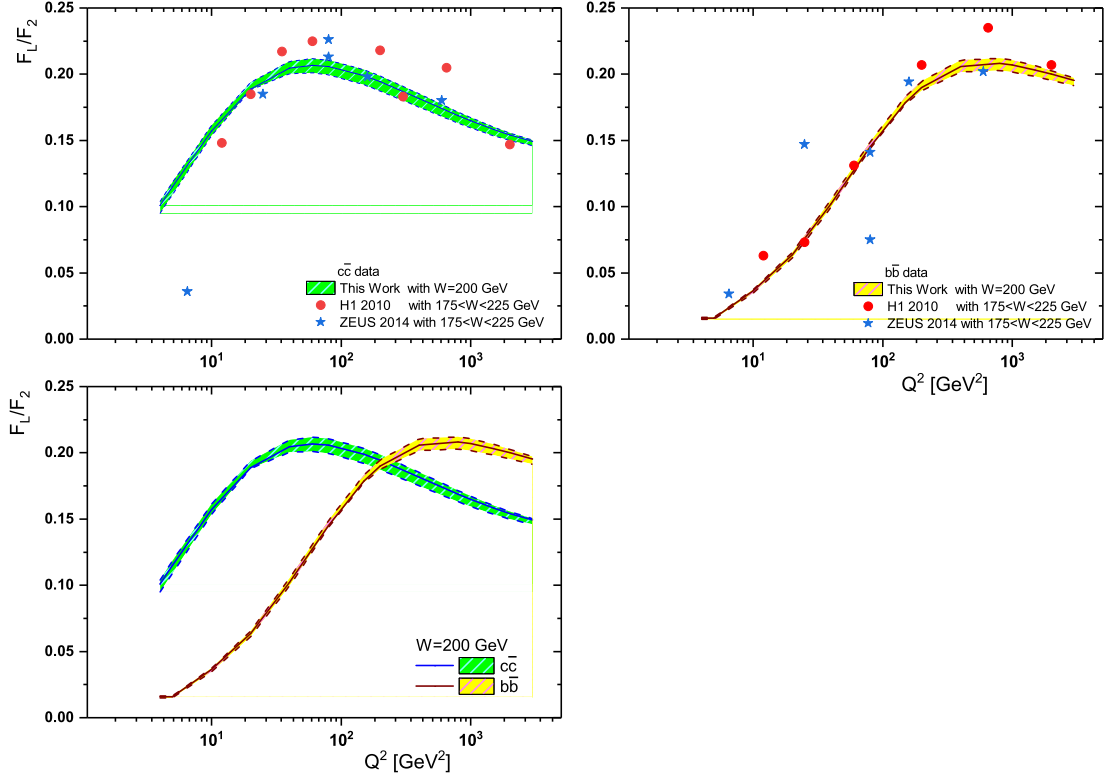 0.25
0.20
0.15
0.10
0.05
0.00
F_L/F_2
cc̄ data
This Work with W=200 GeV
H1 2010 with 175<W<225 GeV
ZEUS 2014 with 175<W<225 GeV
10^1 10^2 10^3
0.25
0.20
0.15
0.10
0.05
0.00
bb̄ data
This Work with W=200 GeV
H1 2010 with 175<W<225 GeV
ZEUS 2014 with 175<W<225 GeV
10^1 10^2 10^3
Q^2 [GeV^2]
0.25
0.20
0.15
0.10
0.05
0.00
F_L/F_2
W=200 GeV
cc̄
bb̄
10^1 10^2 10^3
Q^2 [GeV^2]